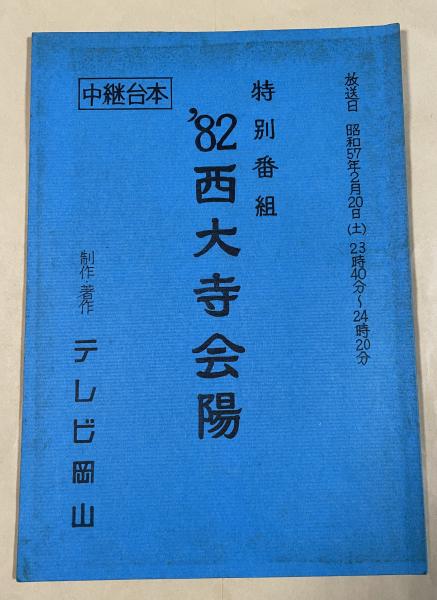 放送日 昭和57年2月20日(土) 23時40分～24時20分
特別番組
'82西大寺会陽
中継台本
制作・著作 テレビ岡山